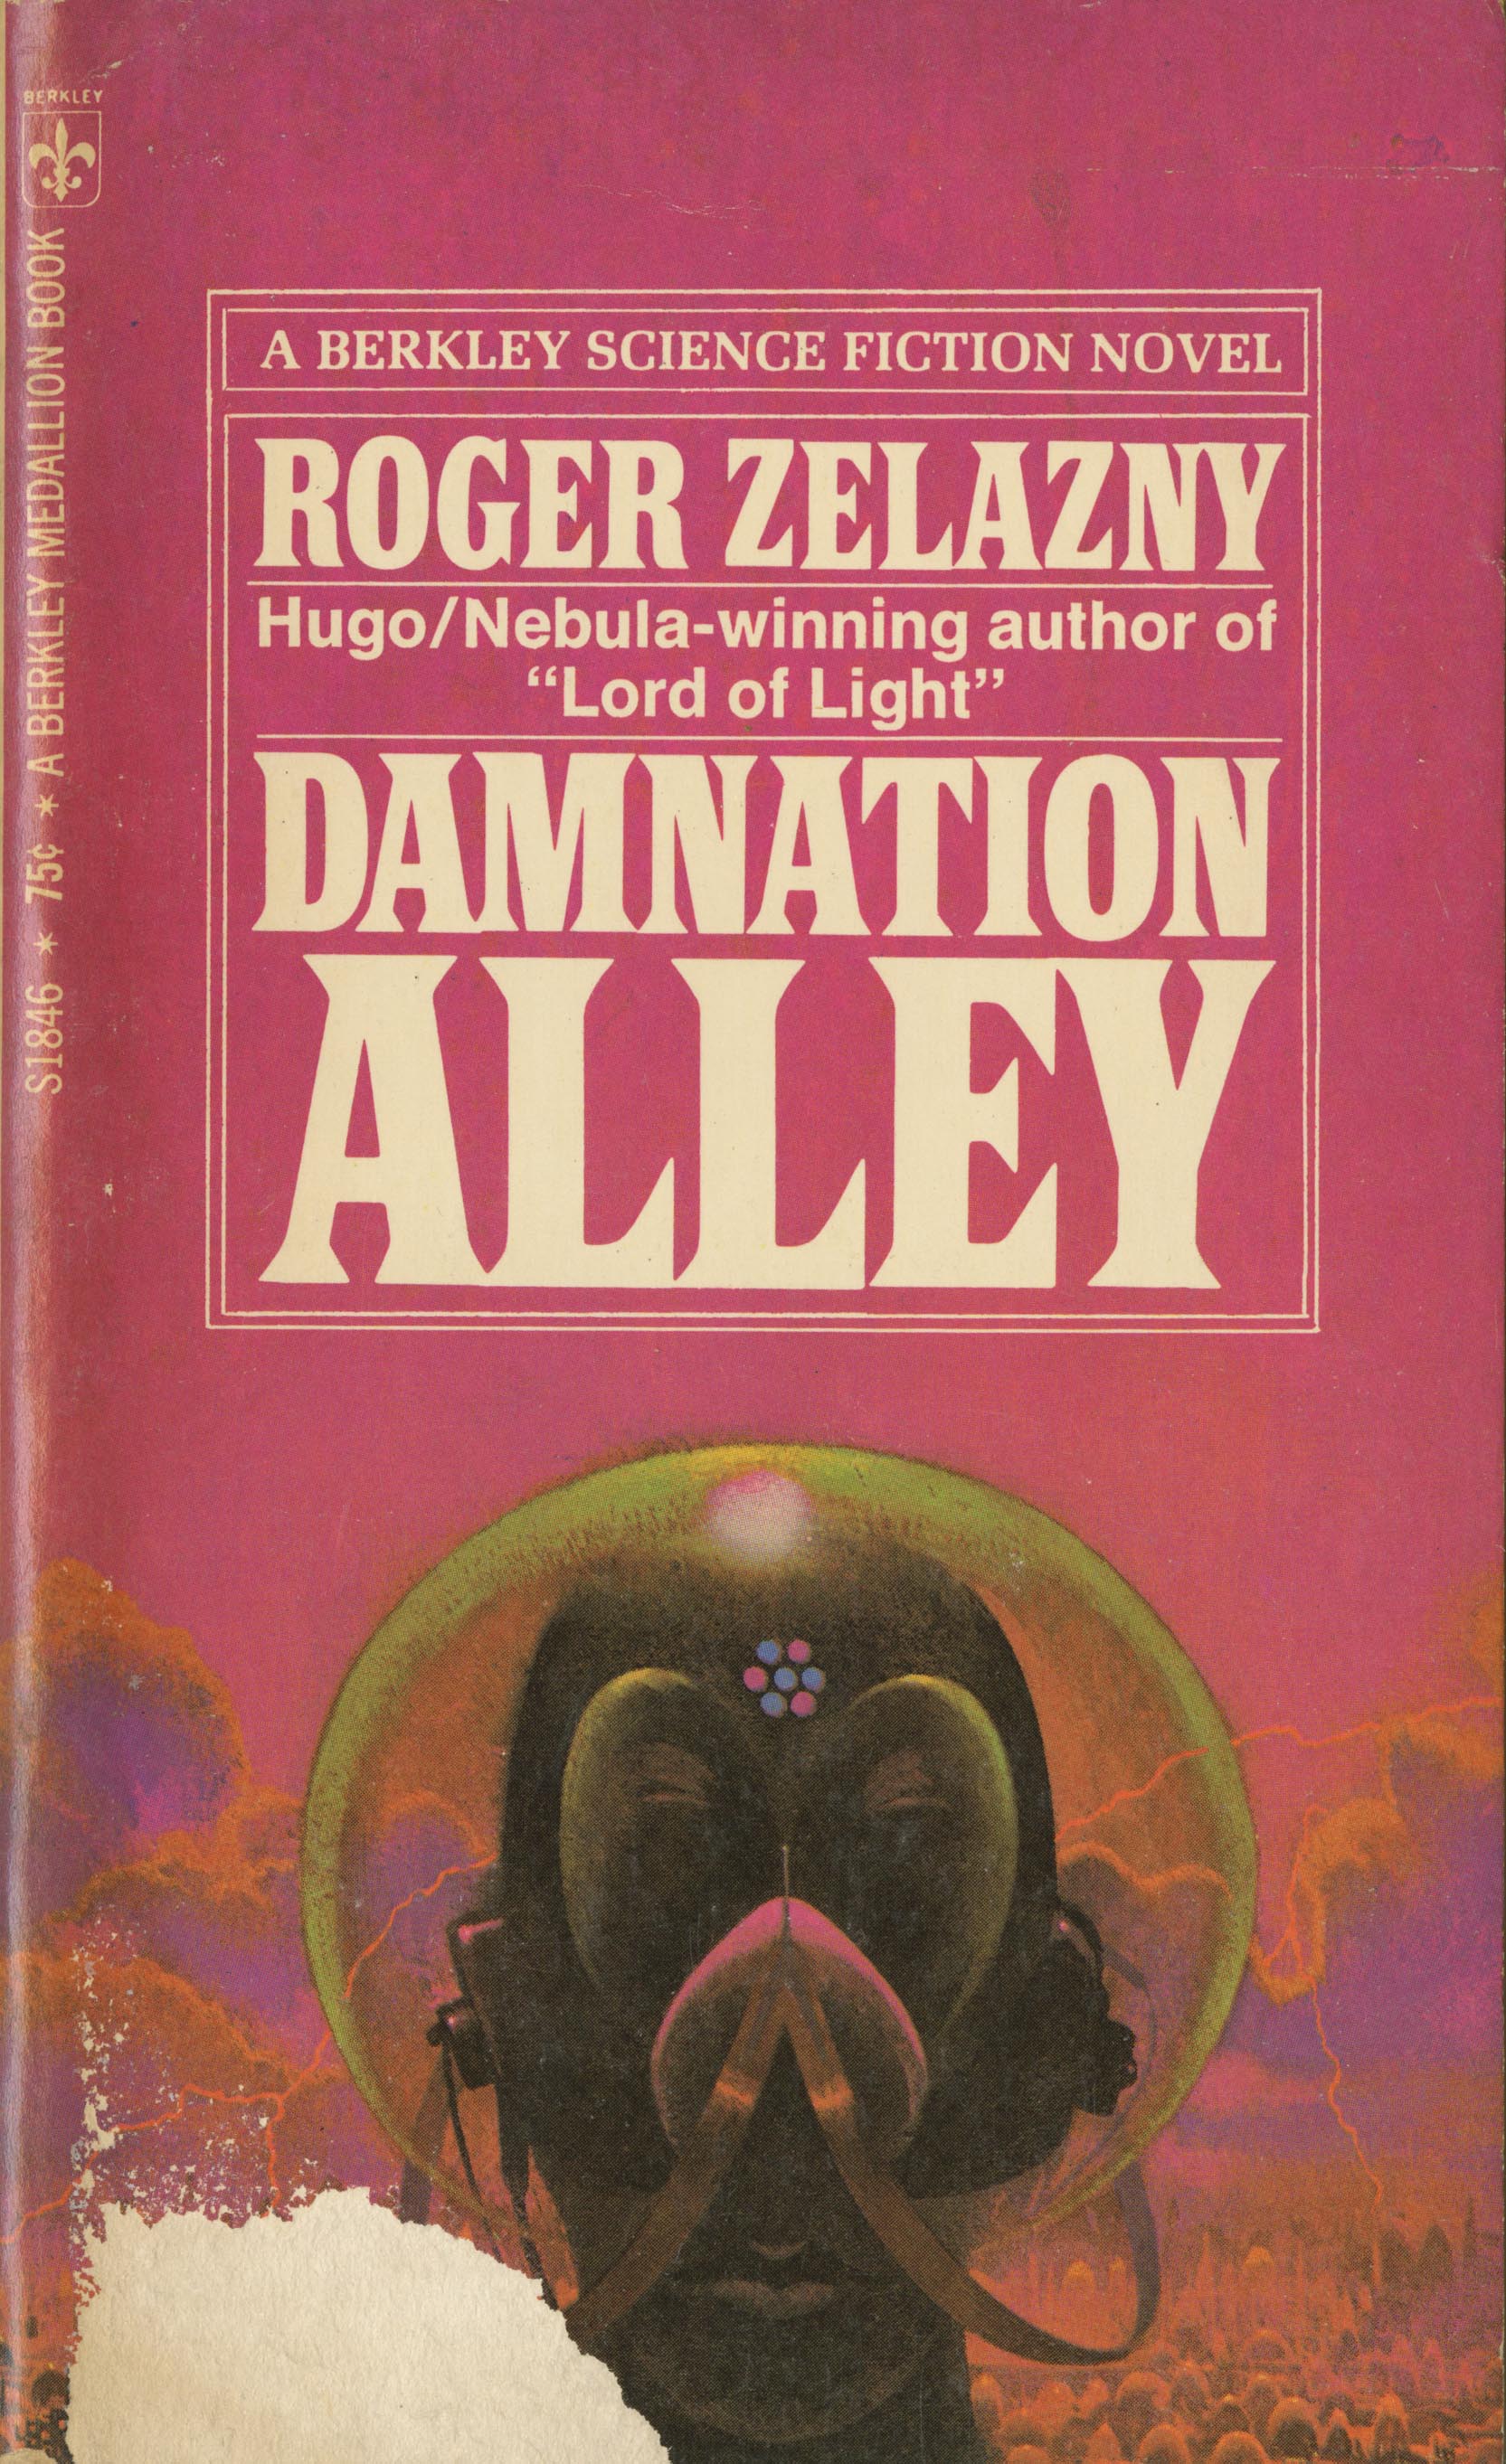 BERKLEY
S1846 * 75¢ * A BERKLEY MEDALLION BOOK
A BERKLEY SCIENCE FICTION NOVEL
ROGER ZELAZNY
Hugo/Nebula-winning author of
“Lord of Light”
DAMNATION
ALLEY